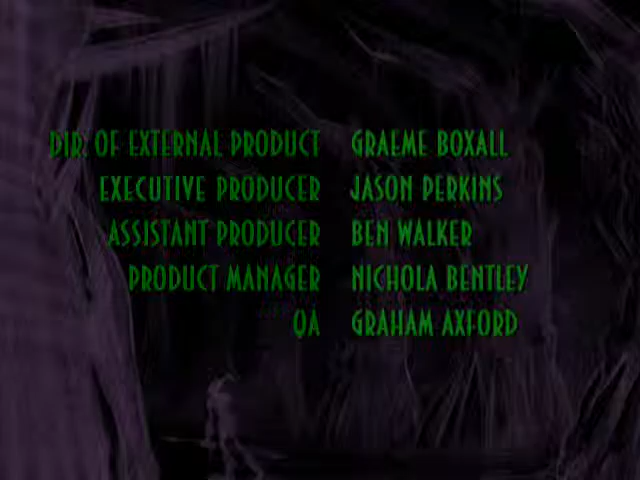 DIR. OF EXTERNAL PRODUCT GRAEME BOXALL
EXECUTIVE PRODUCER JASON PERKINS
ASSISTANT PRODUCER BEN WALKER
PRODUCT MANAGER NICHOLA BENTLEY
QA GRAHAM AXFORD